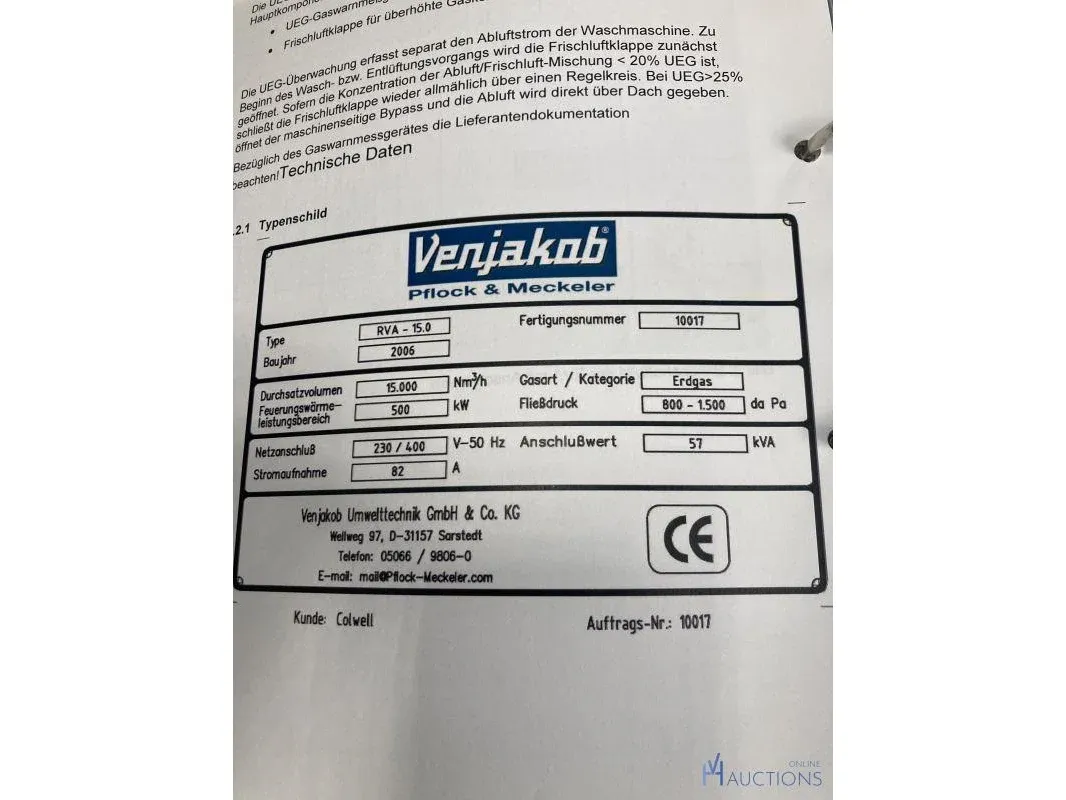 Die UEG
Hauptkompon
• UEG-Gaswarnmeßg
• Frischluftklappe für überhöhte Gask
Die UEG-Überwachung erfasst separat den Abluftstrom der Waschmaschine. Zu
Beginn des Wasch- bzw. Entlüftungsvorgangs wird die Frischluftklappe zunächst
geöffnet. Sofern die Konzentration der Abluft/Frischluft-Mischung < 20% UEG ist,
schließt die Frischluftklappe wieder allmählich über einen Regelkreis. Bei UEG>25%
öffnet der maschinenseitige Bypass und die Abluft wird direkt über Dach gegeben.
Bezüglich des Gaswarnmessgerätes die Lieferantendokumentation
beachten!Technische Daten
.2.1 Typenschild
Venjakob®
Pflock & Meckeler
Type RVA - 15.0 Fertigungsnummer 10017
Baujahr 2006
Durchsatzvolumen 15.000 Nm³/h Gasart / Kategorie Erdgas
Feuerungswärme-
leistungsbereich 500 kW Fließdruck 800 - 1.500 da Pa
Netzanschluß 230 / 400 V-50 Hz Anschlußwert 57 kVA
Stromaufnahme 82 A
Venjakob Umwelttechnik GmbH & Co. KG
Wellweg 97, D-31157 Sarstedt
Telefon: 05066 / 9806-0
E-mail: mail@Pflock-Meckeler.com
CE
Kunde: Colwell Auftrags-Nr.: 10017
ONLINE
AUCTIONS